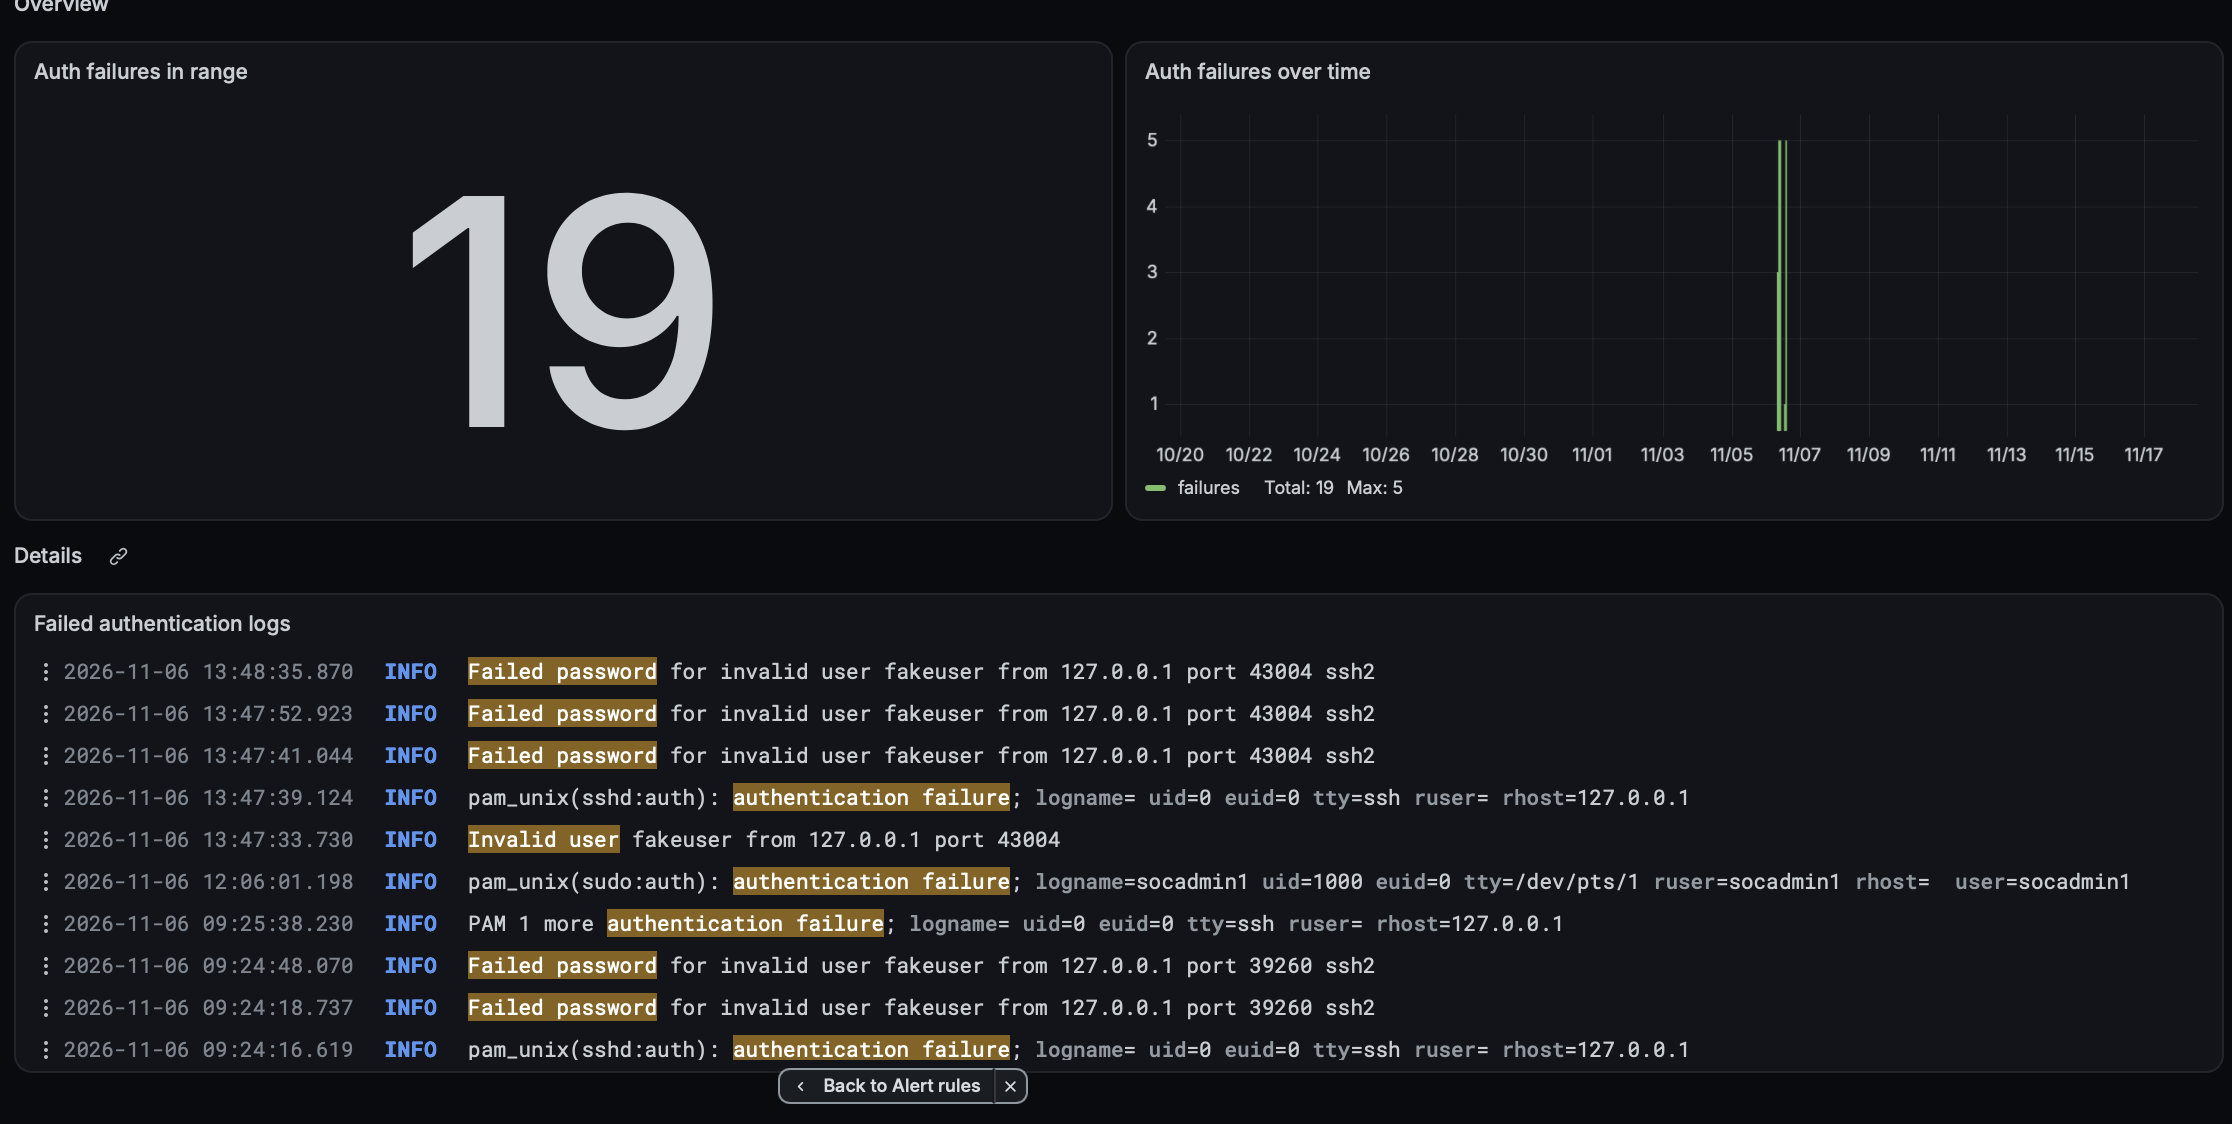 Overview
Auth failures in range
19
Auth failures over time
5
4
3
2
1
10/20 10/22 10/24 10/26 10/28 10/30 11/01 11/03 11/05 11/07 11/09 11/11 11/13 11/15 11/17
failures Total: 19 Max: 5
Details
Failed authentication logs
2026-11-06 13:48:35.870 INFO Failed password for invalid user fakeuser from 127.0.0.1 port 43004 ssh2
2026-11-06 13:47:52.923 INFO Failed password for invalid user fakeuser from 127.0.0.1 port 43004 ssh2
2026-11-06 13:47:41.044 INFO Failed password for invalid user fakeuser from 127.0.0.1 port 43004 ssh2
2026-11-06 13:47:39.124 INFO pam_unix(sshd:auth): authentication failure; logname= uid=0 euid=0 tty=ssh ruser= rhost=127.0.0.1
2026-11-06 13:47:33.730 INFO Invalid user fakeuser from 127.0.0.1 port 43004
2026-11-06 12:06:01.198 INFO pam_unix(sudo:auth): authentication failure; logname=socadmin1 uid=1000 euid=0 tty=/dev/pts/1 ruser=socadmin1 rhost= user=socadmin1
2026-11-06 09:25:38.230 INFO PAM 1 more authentication failure; logname= uid=0 euid=0 tty=ssh ruser= rhost=127.0.0.1
2026-11-06 09:24:48.070 INFO Failed password for invalid user fakeuser from 127.0.0.1 port 39260 ssh2
2026-11-06 09:24:18.737 INFO Failed password for invalid user fakeuser from 127.0.0.1 port 39260 ssh2
2026-11-06 09:24:16.619 INFO pam_unix(sshd:auth): authentication failure; logname= uid=0 euid=0 tty=ssh ruser= rhost=127.0.0.1
Back to Alert rules